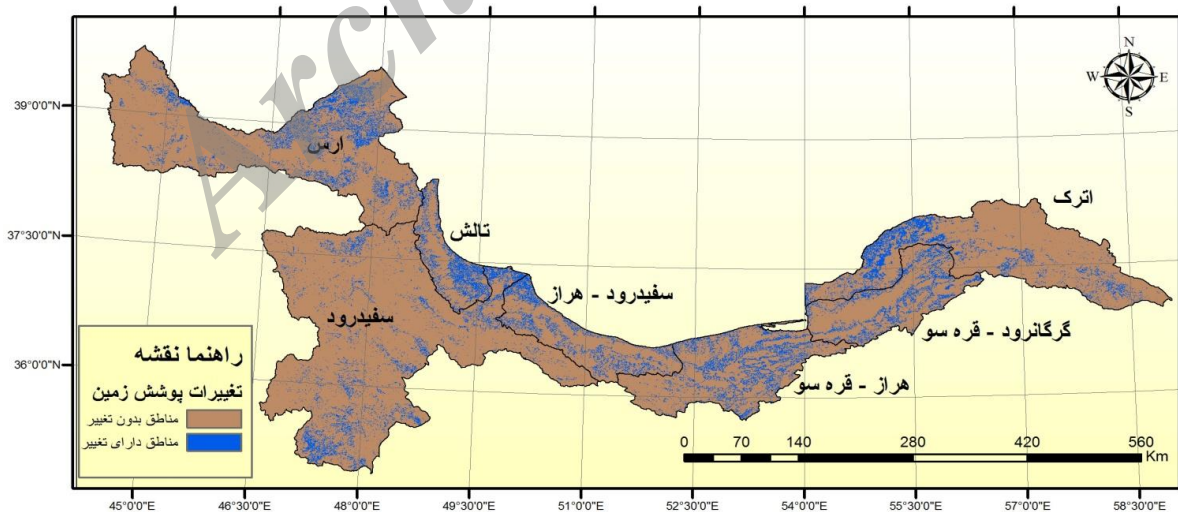 Archi
N
W E
S
39°0'0"N
37°30'0"N
36°0'0"N
ارس
تالش
اترک
سفیدرود - هراز
سفیدرود
گرگانرود - قره سو
هراز - قره سو
راهنما نقشه
تغییرات پوشش زمین
مناطق بدون تغییر
مناطق دارای تغییر
0 70 140 280 420 560
Km
45°0'0"E 46°30'0"E 48°0'0"E 49°30'0"E 51°0'0"E 52°30'0"E 54°0'0"E 55°30'0"E 57°0'0"E 58°30'0"E